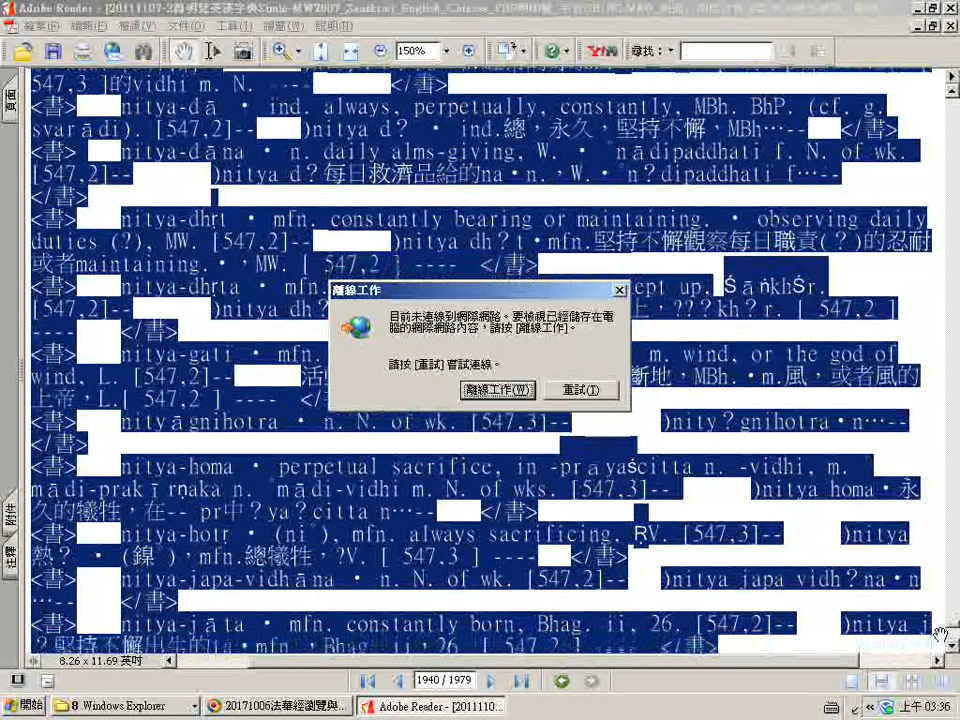 檔案(F) 編輯(E) 檢視(V) 文件(D) 工具(T) 視窗(W) 說明(H)
150% 尋找:
頁面
附件
注釋
547,3 ]的vidhi m. N. ---- </書>
<書> nitya-dā • ind. always, perpetually, constantly, MBh. BhP. (cf. g.
svarādi). [547,2]-- )nitya d? • ind.總,永久,堅持不懈,MBh…-- </書>
<書> nitya-dāna • n. daily alms-giving, W. • °nādipaddhati f. N. of wk.
[547,2]-- )nitya d?每日救濟品給的na•n.,W.•n?dipaddhati f…--
</書>
<書> nitya-dhṛt • mfn. constantly bearing or maintaining. • observing daily
duties (?), MW. [547,2]-- )nitya dh?t•mfn.堅持不懈觀察每日職責(?)的忍耐
或者maintaining.•,MW. [ 547,2 ] ---- </書>
<書> nitya-dhṛta • mfn. ept up, ŚāṅkhŚr.
[547,2]-- )nitya dh 上,???kh?r. [ 547,2 ]
---- </書>
<書> nitya-gati • mfn. m. wind, or the god of
wind, L. [547,2]-- 活 斷地,MBh.•m.風,或者風的
上帝,L.[ 547,2 ] ---- </書>
<書> nityāgnihotra • n. N. of wk. [547,3]-- )nity?gnihotra•n…--
</書>
<書> nitya-homa • perpetual sacrifice, in -prāyaścitta n. -vidhi, m. °
mādi-prakīrṇaka n. °mādi-vidhi m. N. of wks. [547,3]-- )nitya homa•永
久的犧牲,在-- pr中?ya?citta n…-- </書>
<書> nitya-hotṛ • (ni°), mfn. always sacrificing, RV. [547,3]-- )nitya
熱? • (鎳°),mfn.總犧牲,?V. [ 547,3 ] ---- </書>
<書> nitya-japa-vidhāna • n. N. of wk. [547,2]-- )nitya japa vidh?na•n
…-- </書>
<書> nitya-jāta • mfn. constantly born, Bhag. ii, 26. [547,2]-- )nitya j
?堅持不懈出生的ta•mfn.,Bhag.ii,26. [ 547,2 ] ---- </書>
離線工作
目前未連線到網際網路。要檢視已經儲存在電
腦的網際網路內容,請按 [離線工作]。
請按 [重試] 嘗試連線。
離線工作(W) 重試(T)
8.26 x 11.69 英吋
1940 / 1979
開始 8 Windows Explorer 20171006法華經瀏覽與... Adobe Reader - [2011110... 上午 03:36